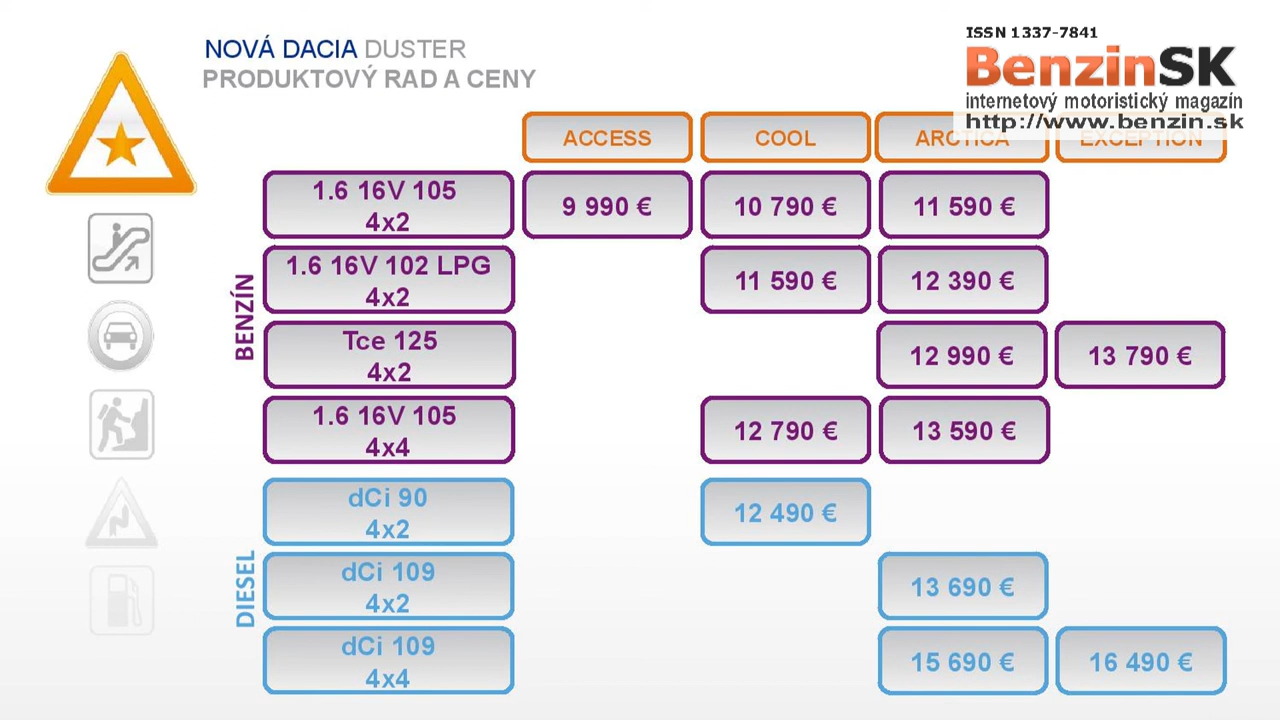 NOVÁ DACIA DUSTER
PRODUKTOVÝ RAD A CENY
ISSN 1337-7841
BenzinSK
internetový motoristický magazín
http://www.benzin.sk
ACCESS
COOL
ARCTICA
EXCEPTION
BENZÍN
1.6 16V 105
4x2
9 990 €
10 790 €
11 590 €
1.6 16V 102 LPG
4x2
11 590 €
12 390 €
Tce 125
4x2
12 990 €
13 790 €
1.6 16V 105
4x4
12 790 €
13 590 €
DIESEL
dCi 90
4x2
12 490 €
dCi 109
4x2
13 690 €
dCi 109
4x4
15 690 €
16 490 €